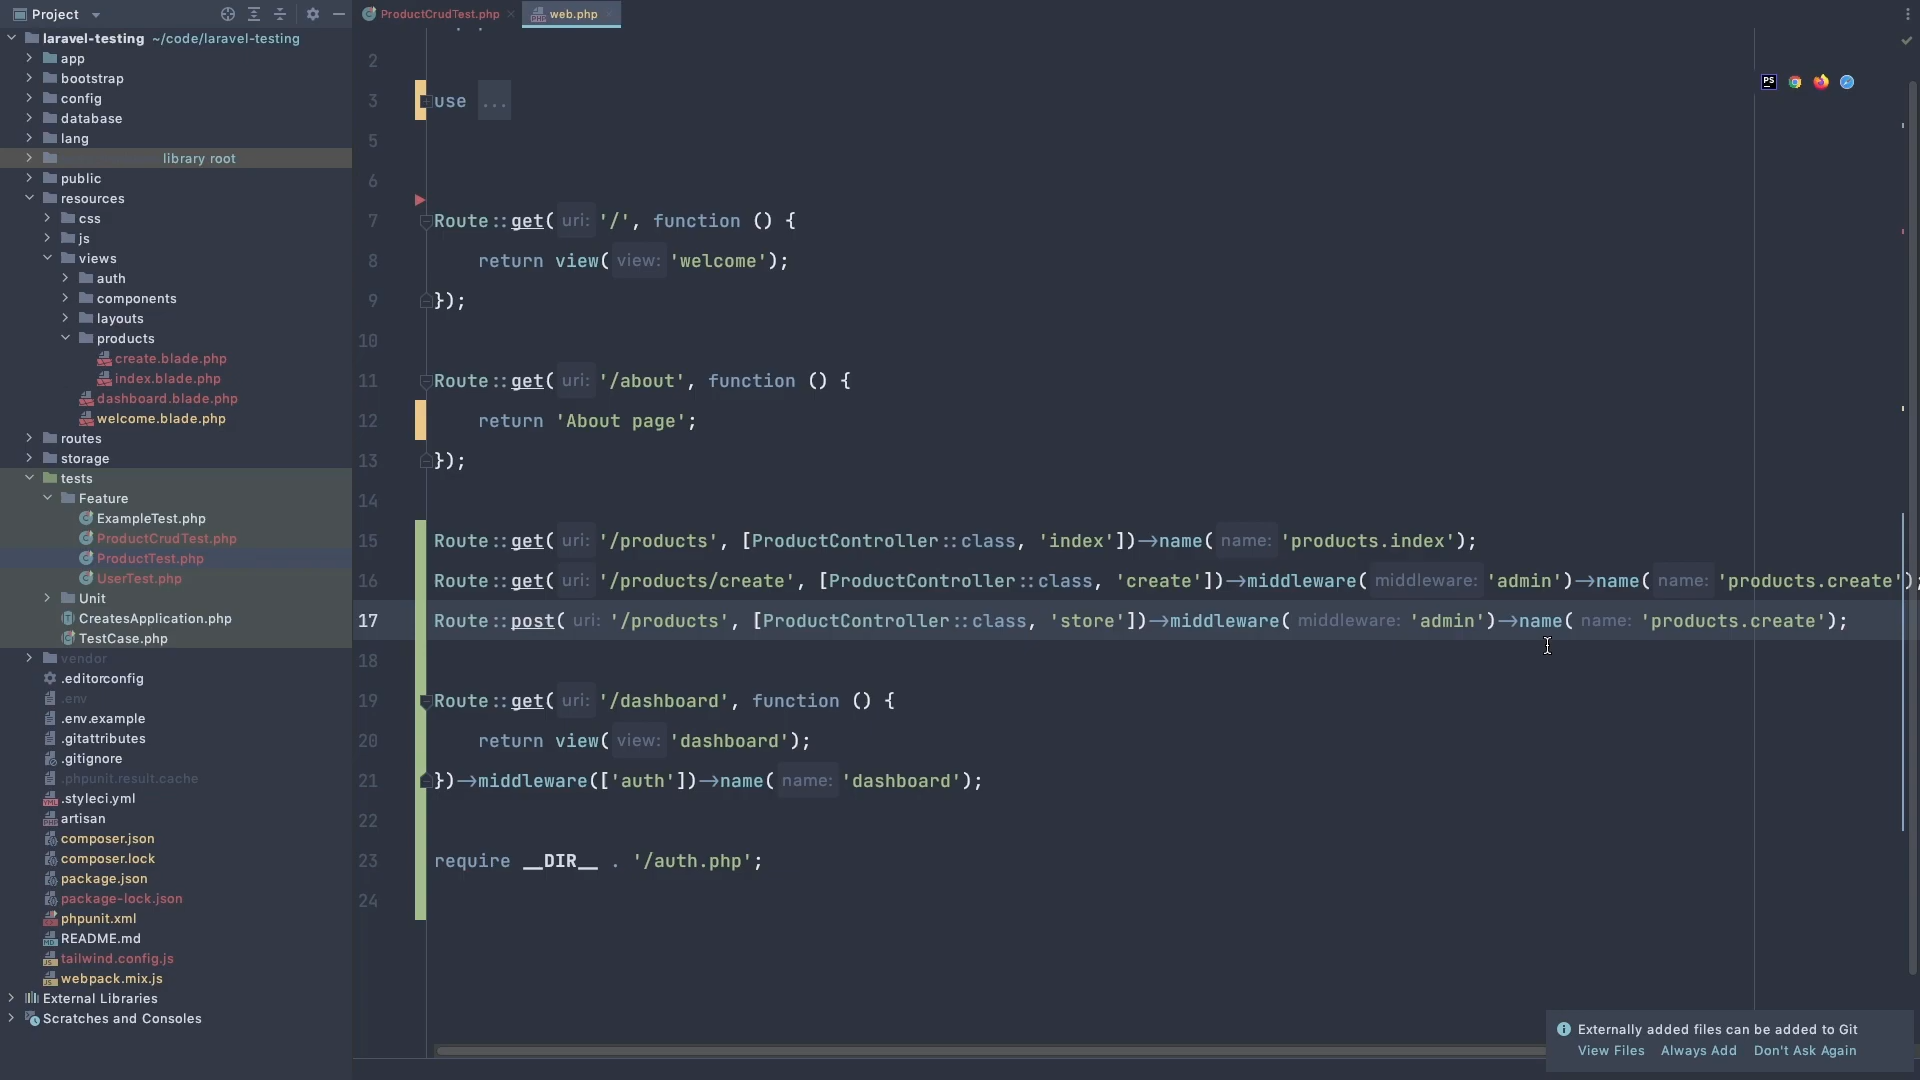 Project
ProductCrudTest.php
web.php
laravel-testing ~/code/laravel-testing
app
bootstrap
config
database
lang
library root
public
resources
css
js
views
auth
components
layouts
products
create.blade.php
index.blade.php
dashboard.blade.php
welcome.blade.php
routes
storage
tests
Feature
ExampleTest.php
ProductCrudTest.php
ProductTest.php
UserTest.php
Unit
CreatesApplication.php
TestCase.php
vendor
.editorconfig
.env
.env.example
.gitattributes
.gitignore
.phpunit.result.cache
.styleci.yml
artisan
composer.json
composer.lock
package.json
package-lock.json
phpunit.xml
README.md
tailwind.config.js
webpack.mix.js
External Libraries
Scratches and Consoles
2
3 use ...
5
6
7 Route::get( uri: '/', function () {
8 return view( view: 'welcome');
9 });
10
11 Route::get( uri: '/about', function () {
12 return 'About page';
13 });
14
15 Route::get( uri: '/products', [ProductController::class, 'index'])->name( name: 'products.index');
16 Route::get( uri: '/products/create', [ProductController::class, 'create'])->middleware( middleware: 'admin')->name( name: 'products.create');
17 Route::post( uri: '/products', [ProductController::class, 'store'])->middleware( middleware: 'admin')->name( name: 'products.create');
18
19 Route::get( uri: '/dashboard', function () {
20 return view( view: 'dashboard');
21 })->middleware(['auth'])->name( name: 'dashboard');
22
23 require __DIR__ . '/auth.php';
24
PS
Externally added files can be added to Git
View Files Always Add Don't Ask Again